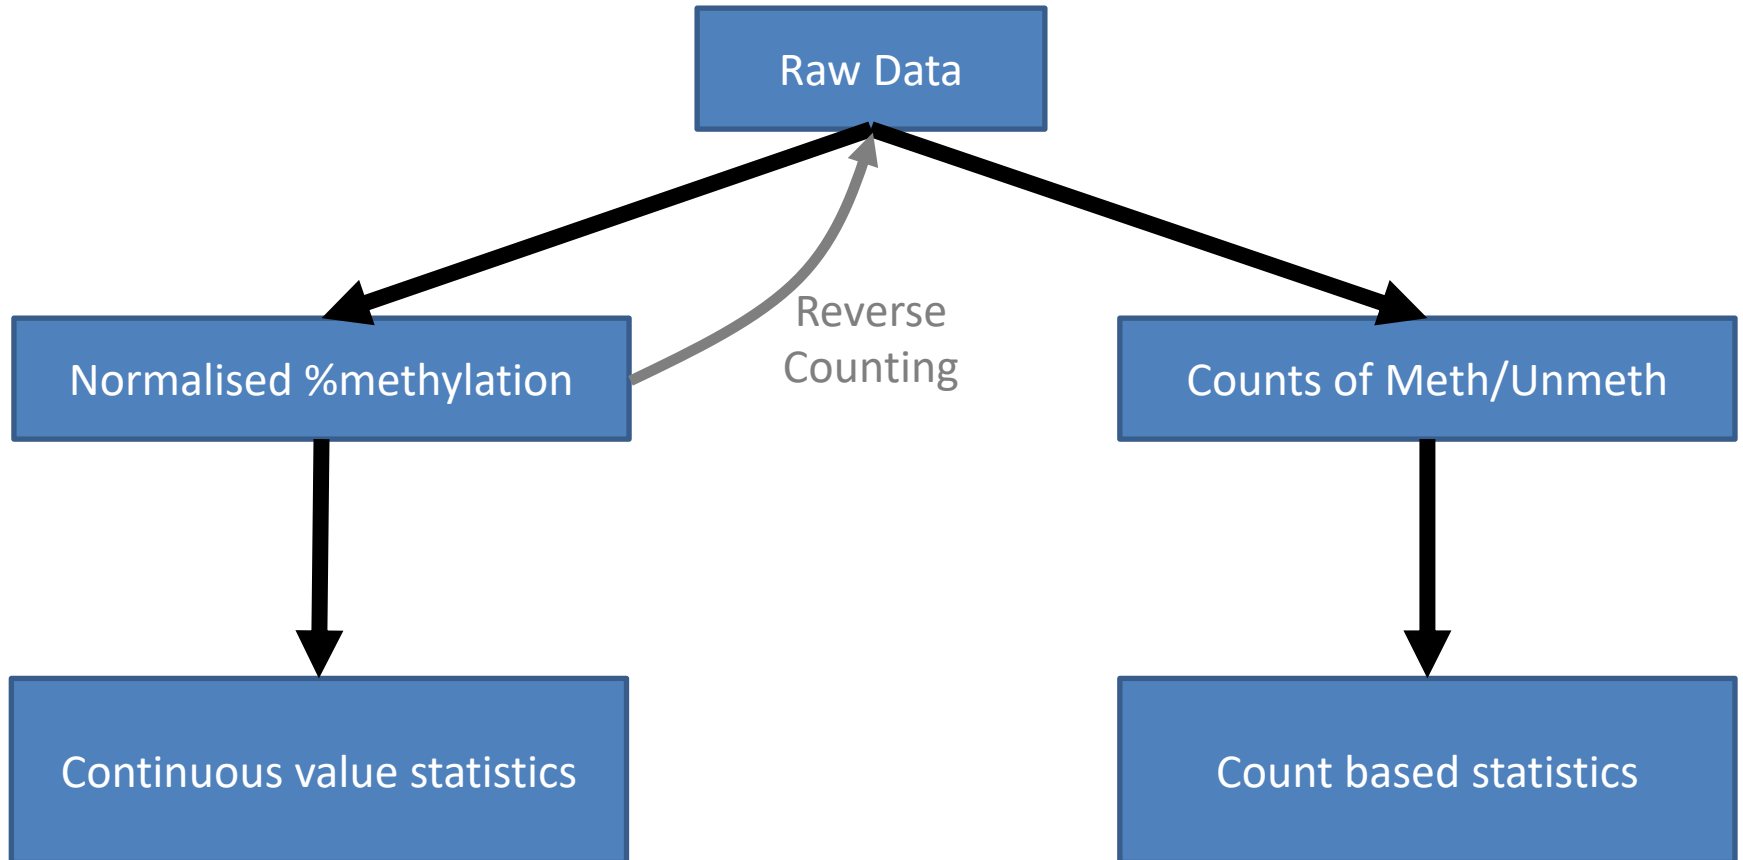 Raw Data
Reverse
Counting
Normalised %methylation
Counts of Meth/Unmeth
Continuous value statistics
Count based statistics